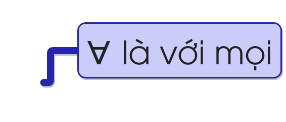 ∀ là với mọi